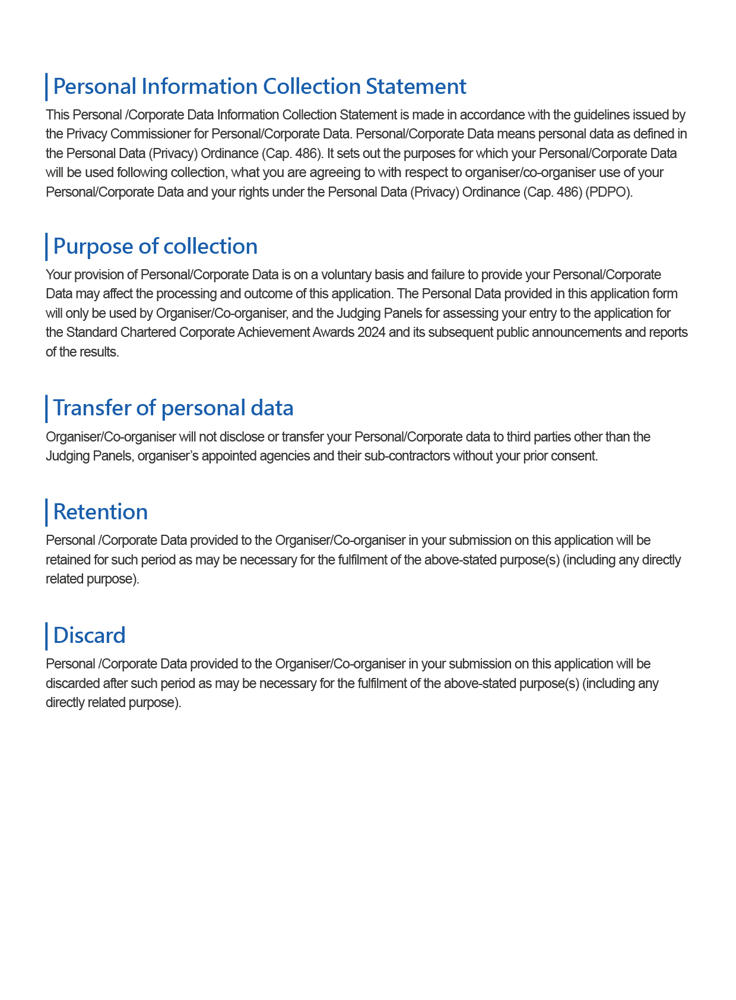 Personal Information Collection Statement
This Personal /Corporate Data Information Collection Statement is made in accordance with the guidelines issued by
the Privacy Commissioner for Personal/Corporate Data. Personal/Corporate Data means personal data as defined in
the Personal Data (Privacy) Ordinance (Cap. 486). It sets out the purposes for which your Personal/Corporate Data
will be used following collection, what you are agreeing to with respect to organiser/co-organiser use of your
Personal/Corporate Data and your rights under the Personal Data (Privacy) Ordinance (Cap. 486) (PDPO).
Purpose of collection
Your provision of Personal/Corporate Data is on a voluntary basis and failure to provide your Personal/Corporate
Data may affect the processing and outcome of this application. The Personal Data provided in this application form
will only be used by Organiser/Co-organiser, and the Judging Panels for assessing your entry to the application for
the Standard Chartered Corporate Achievement Awards 2024 and its subsequent public announcements and reports
of the results.
Transfer of personal data
Organiser/Co-organiser will not disclose or transfer your Personal/Corporate data to third parties other than the
Judging Panels, organiser’s appointed agencies and their sub-contractors without your prior consent.
Retention
Personal /Corporate Data provided to the Organiser/Co-organiser in your submission on this application will be
retained for such period as may be necessary for the fulfilment of the above-stated purpose(s) (including any directly
related purpose).
Discard
Personal /Corporate Data provided to the Organiser/Co-organiser in your submission on this application will be
discarded after such period as may be necessary for the fulfilment of the above-stated purpose(s) (including any
directly related purpose).